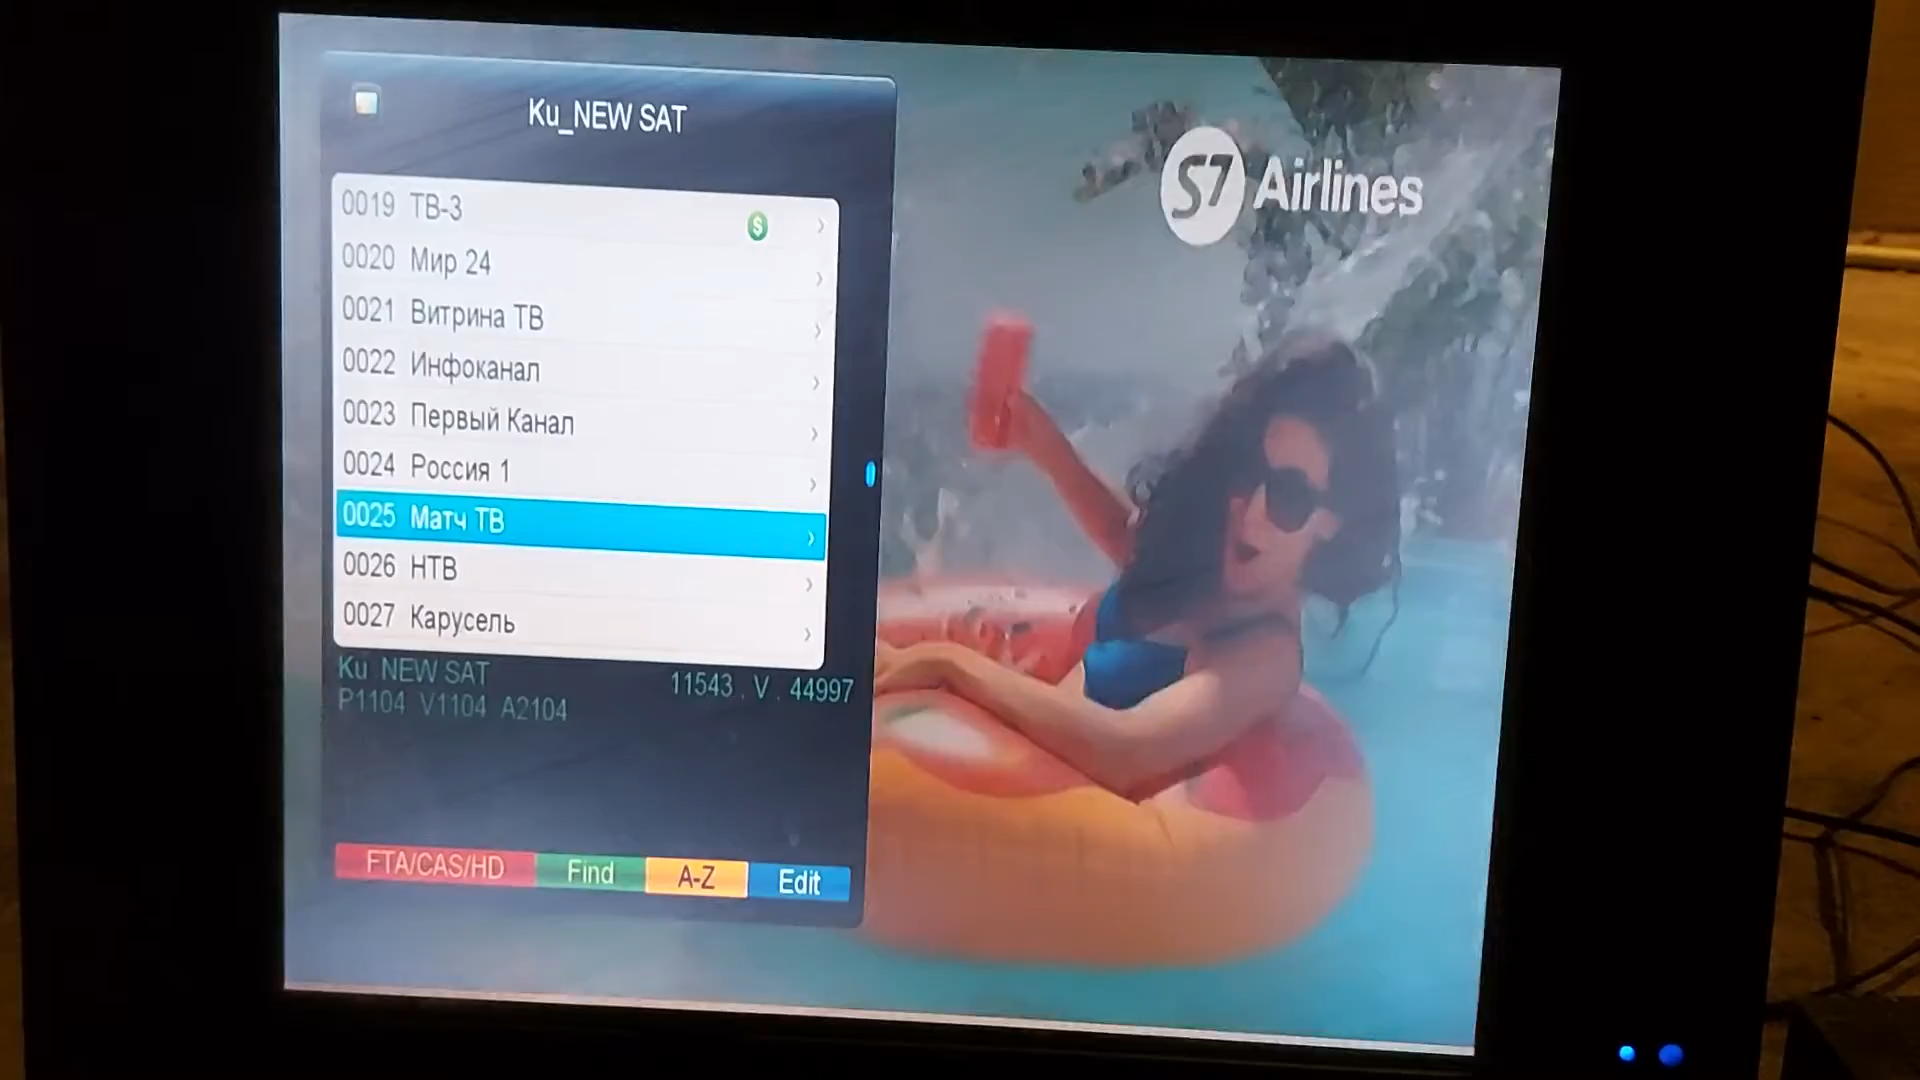 Ku_NEW SAT
S7 Airlines
0019 ТВ-3 $
0020 Мир 24
0021 Витрина ТВ
0022 Инфоканал
0023 Первый Канал
0024 Россия 1
0025 Матч ТВ
0026 НТВ
0027 Карусель
Ku NEW SAT 11543 . V . 44997
P1104 V1104 A2104
FTA/CAS/HD Find A-Z Edit